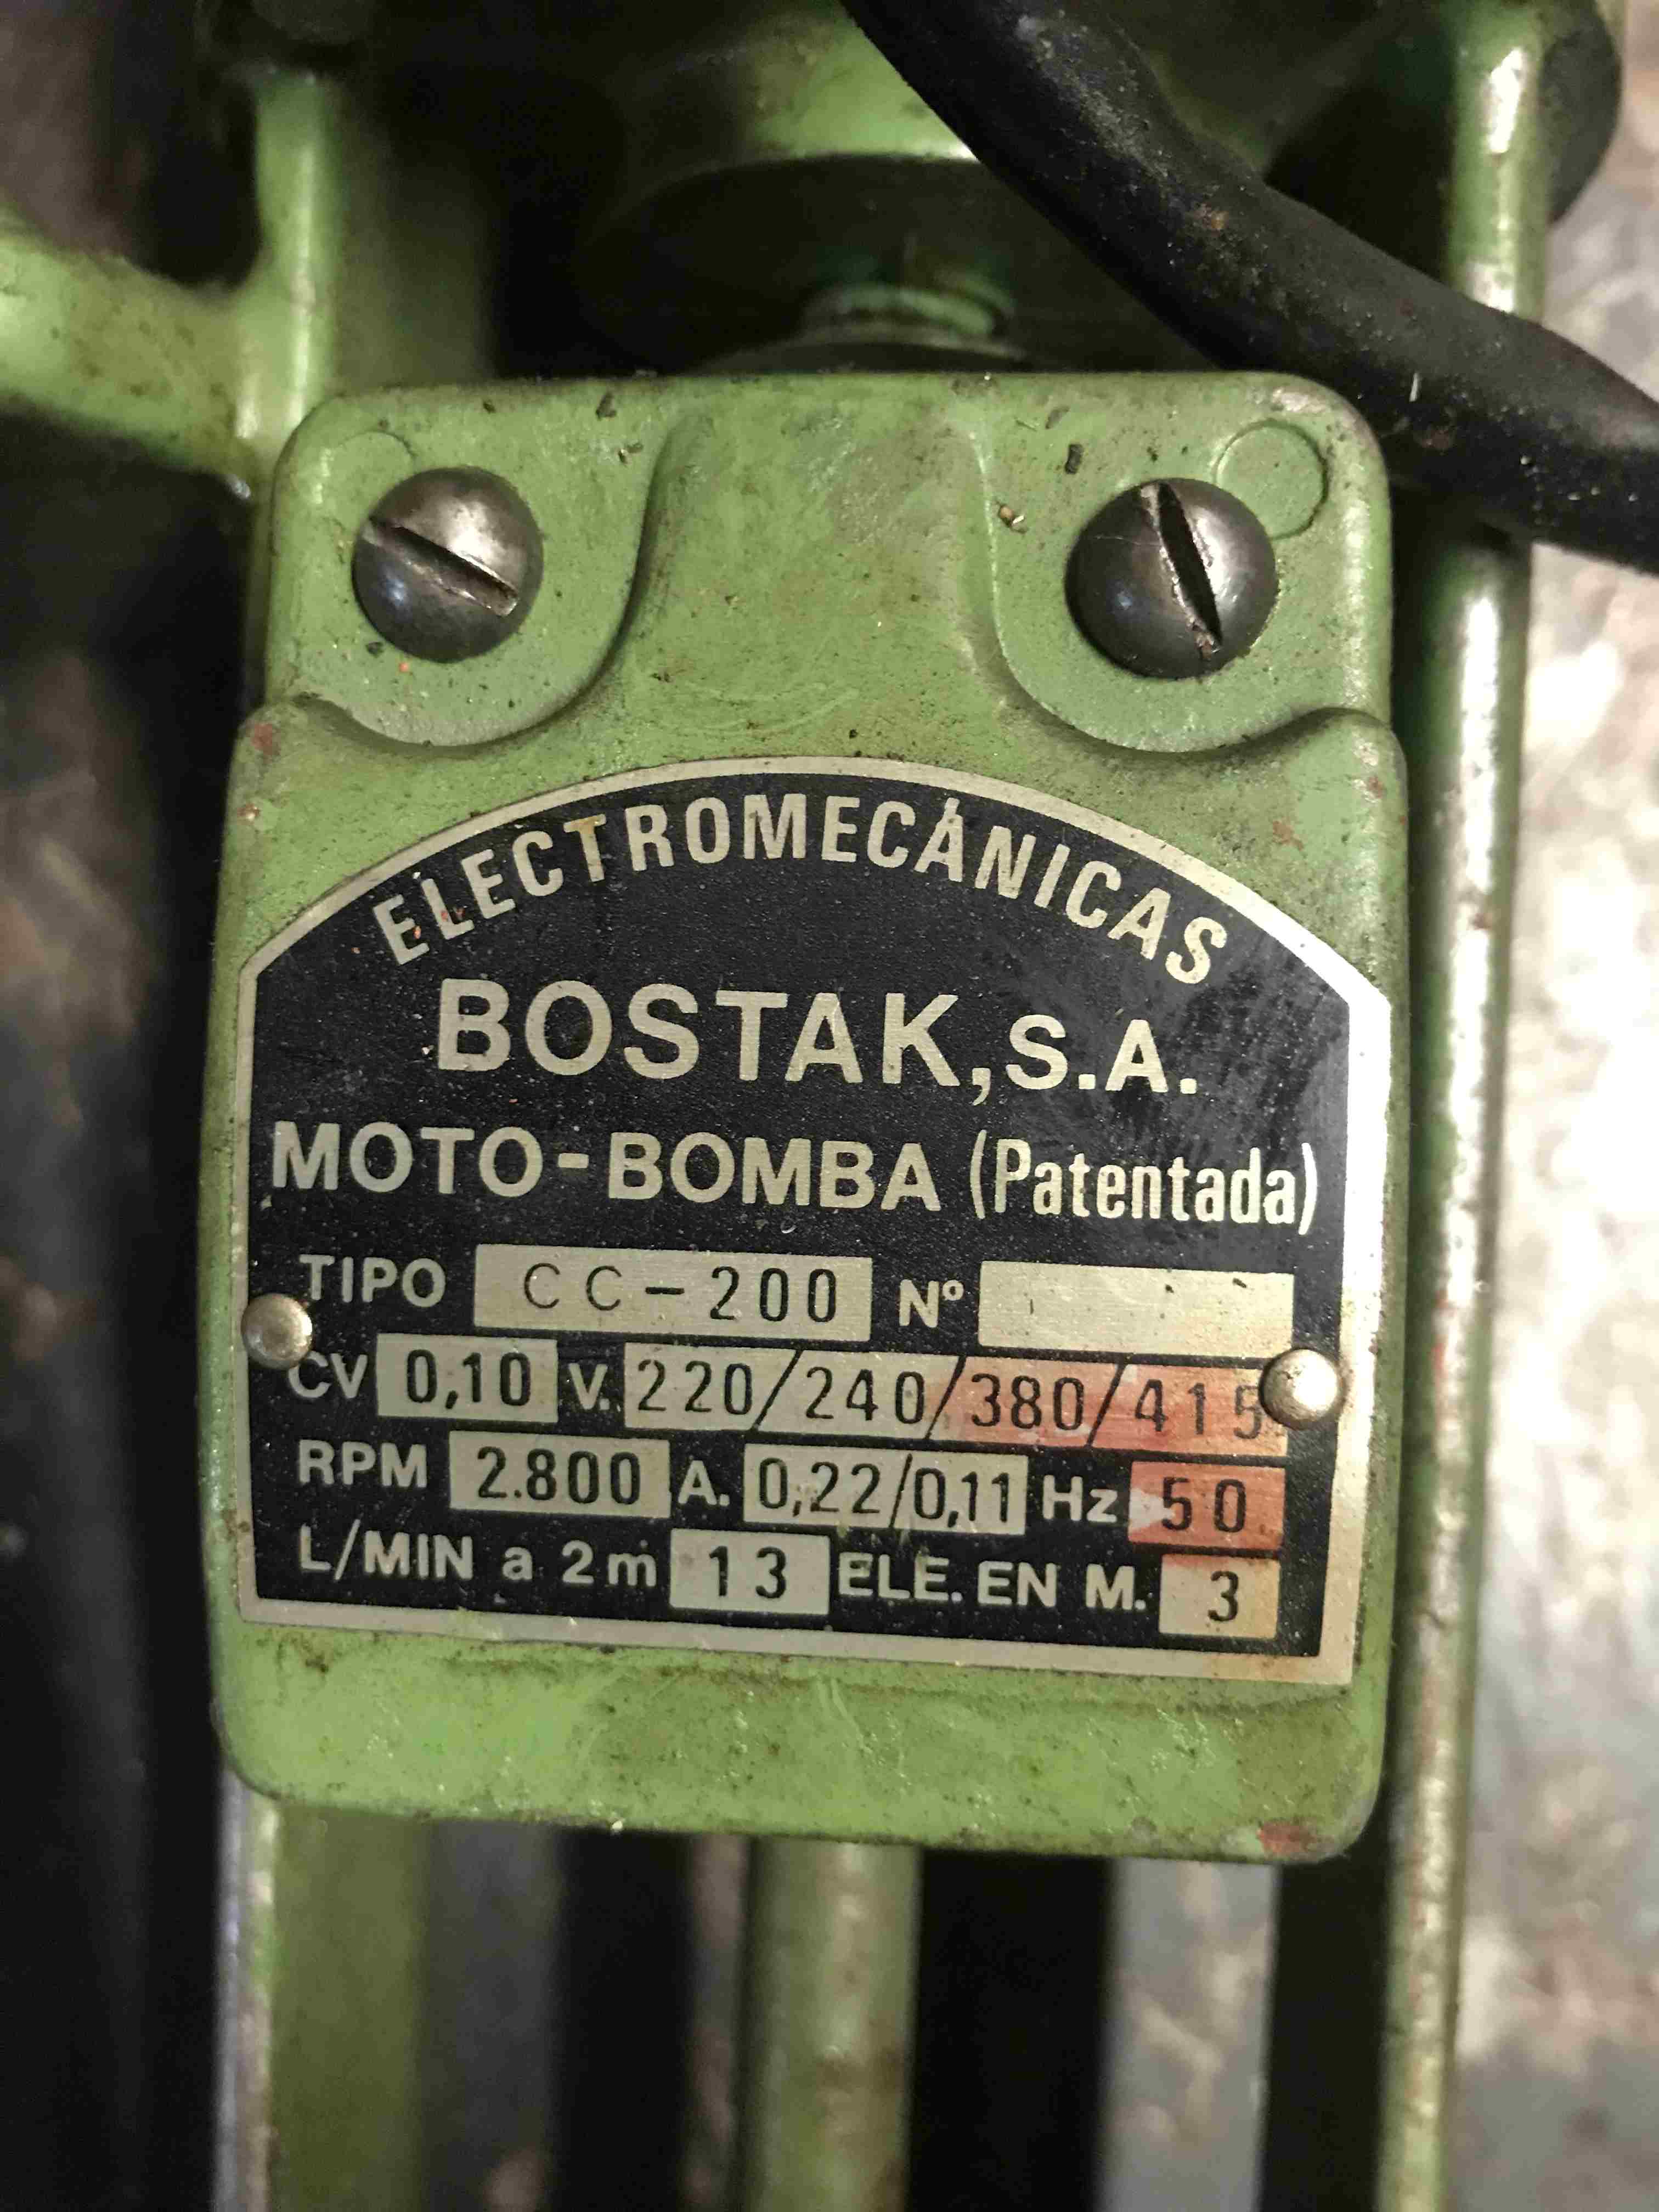 ELECTROMECÁNICAS
BOSTAK, S.A.
MOTO-BOMBA (Patentada)
TIPO CC-200 Nº
CV 0,10 V. 220/240/380/415
RPM 2.800 A. 0,22/0,11 Hz 50
L/MIN a 2m 13 ELE. EN M. 3